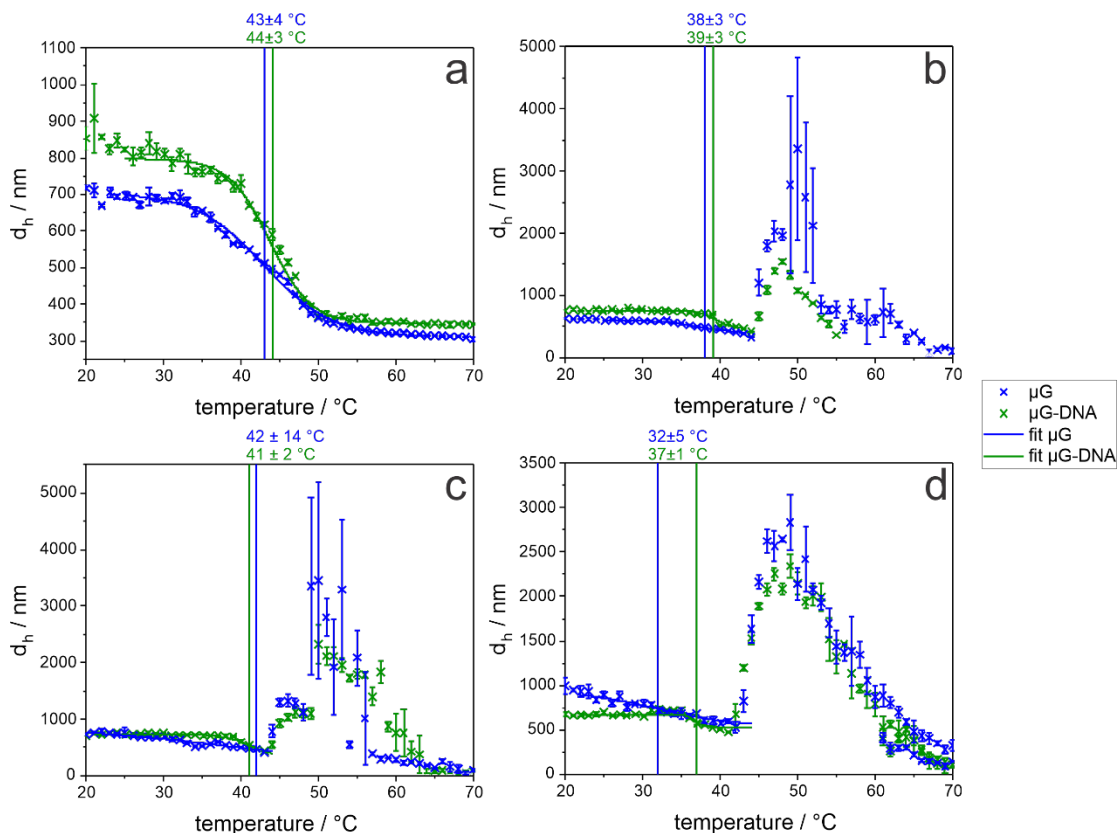 43±4 °C
44±3 °C
a
d_h / nm
1100
1000
900
800
700
600
500
400
300
20 30 40 50 60 70
temperature / °C
38±3 °C
39±3 °C
b
d_h / nm
5000
4000
3000
2000
1000
0
20 30 40 50 60 70
temperature / °C
µG
µG-DNA
fit µG
fit µG-DNA
42 ± 14 °C
41 ± 2 °C
c
d_h / nm
5000
4000
3000
2000
1000
0
20 30 40 50 60 70
temperature / °C
32±5 °C
37±1 °C
d
d_h / nm
3500
3000
2500
2000
1500
1000
500
0
20 30 40 50 60 70
temperature / °C